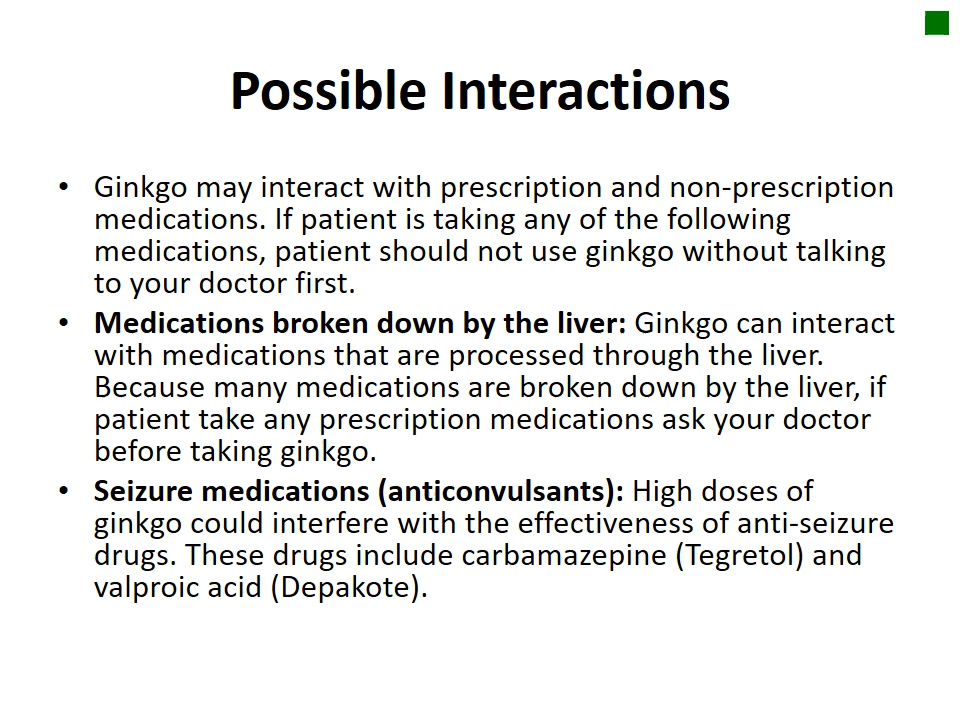 Possible Interactions
• Ginkgo may interact with prescription and non-prescription
medications. If patient is taking any of the following
medications, patient should not use ginkgo without talking
to your doctor first.
• Medications broken down by the liver: Ginkgo can interact
with medications that are processed through the liver.
Because many medications are broken down by the liver, if
patient take any prescription medications ask your doctor
before taking ginkgo.
• Seizure medications (anticonvulsants): High doses of
ginkgo could interfere with the effectiveness of anti-seizure
drugs. These drugs include carbamazepine (Tegretol) and
valproic acid (Depakote).